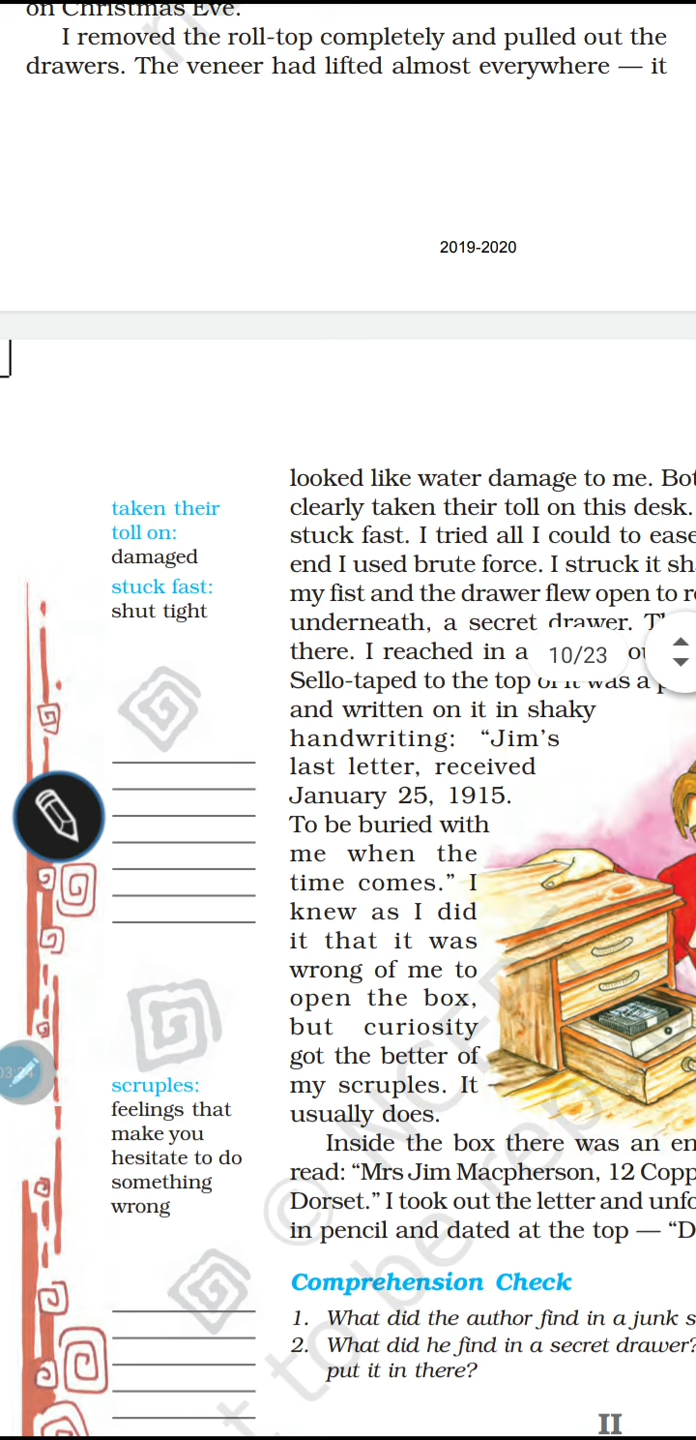 on Christmas Eve.
I removed the roll-top completely and pulled out the
drawers. The veneer had lifted almost everywhere — it
2019-2020
looked like water damage to me. Bot
taken their
toll on:
damaged
clearly taken their toll on this desk.
stuck fast. I tried all I could to ease
stuck fast:
shut tight
end I used brute force. I struck it sh
my fist and the drawer flew open to r
underneath, a secret drawer. T
there. I reached in a
10/23
Sello-taped to the top of it was a
and written on it in shaky
handwriting: “Jim’s
last letter, received
January 25, 1915.
To be buried with
me when the
time comes.” I
knew as I did
it that it was
wrong of me to
open the box,
but curiosity
got the better of
my scruples. It
usually does.
scruples:
feelings that
make you
hesitate to do
something
wrong
Inside the box there was an en
read: “Mrs Jim Macpherson, 12 Copp
Dorset.” I took out the letter and unfo
in pencil and dated at the top — “D
Comprehension Check
1. What did the author find in a junk s
2. What did he find in a secret drawer?
put it in there?
II
© NCERT
to be rep